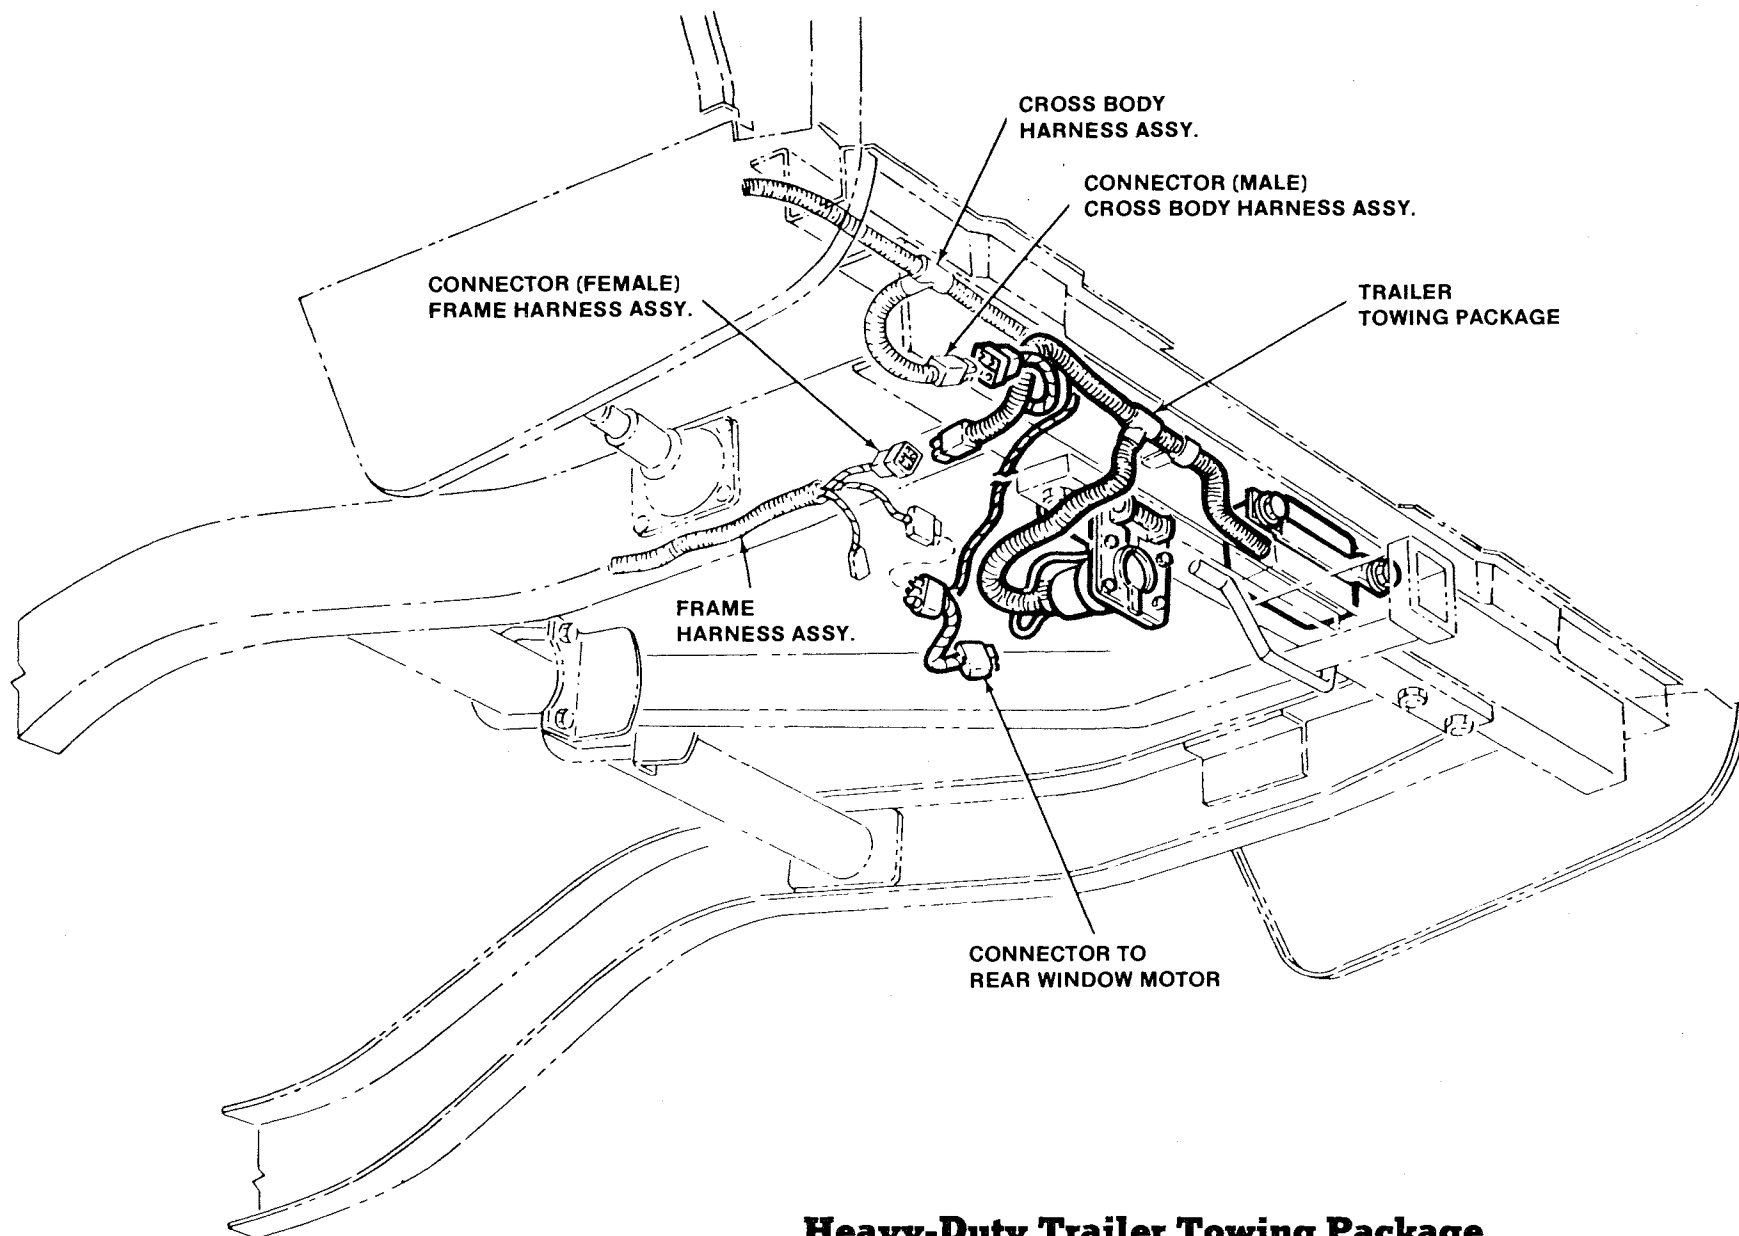 CROSS BODY
HARNESS ASSY.
CONNECTOR (MALE)
CROSS BODY HARNESS ASSY.
CONNECTOR (FEMALE)
FRAME HARNESS ASSY.
TRAILER
TOWING PACKAGE
FRAME
HARNESS ASSY.
CONNECTOR TO
REAR WINDOW MOTOR
Heavy-Duty Trailer Towing Package